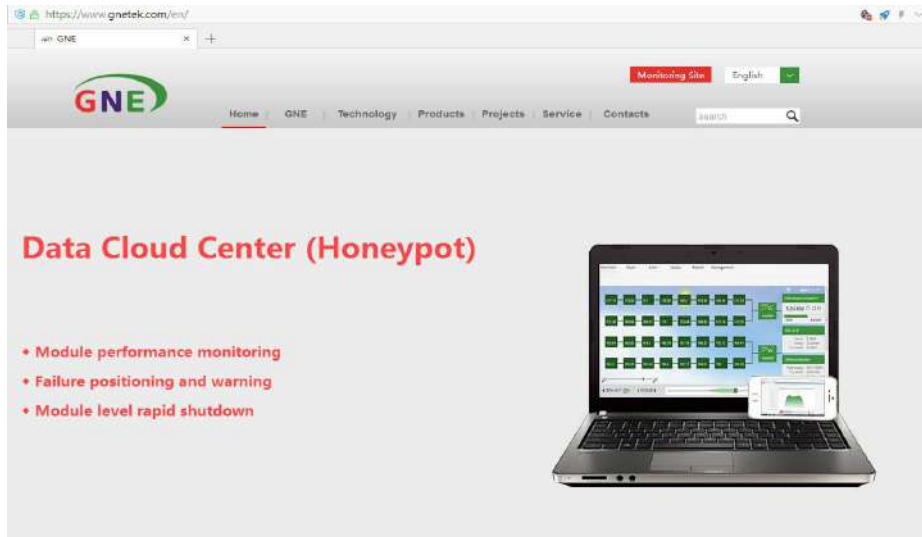 https://www.gnetek.com/en/
GNE
Monitoring Site
English
GNE
Home
GNE
Technology
Products
Projects
Service
Contacts
search
Data Cloud Center (Honeypot)
• Module performance monitoring
• Failure positioning and warning
• Module level rapid shutdown